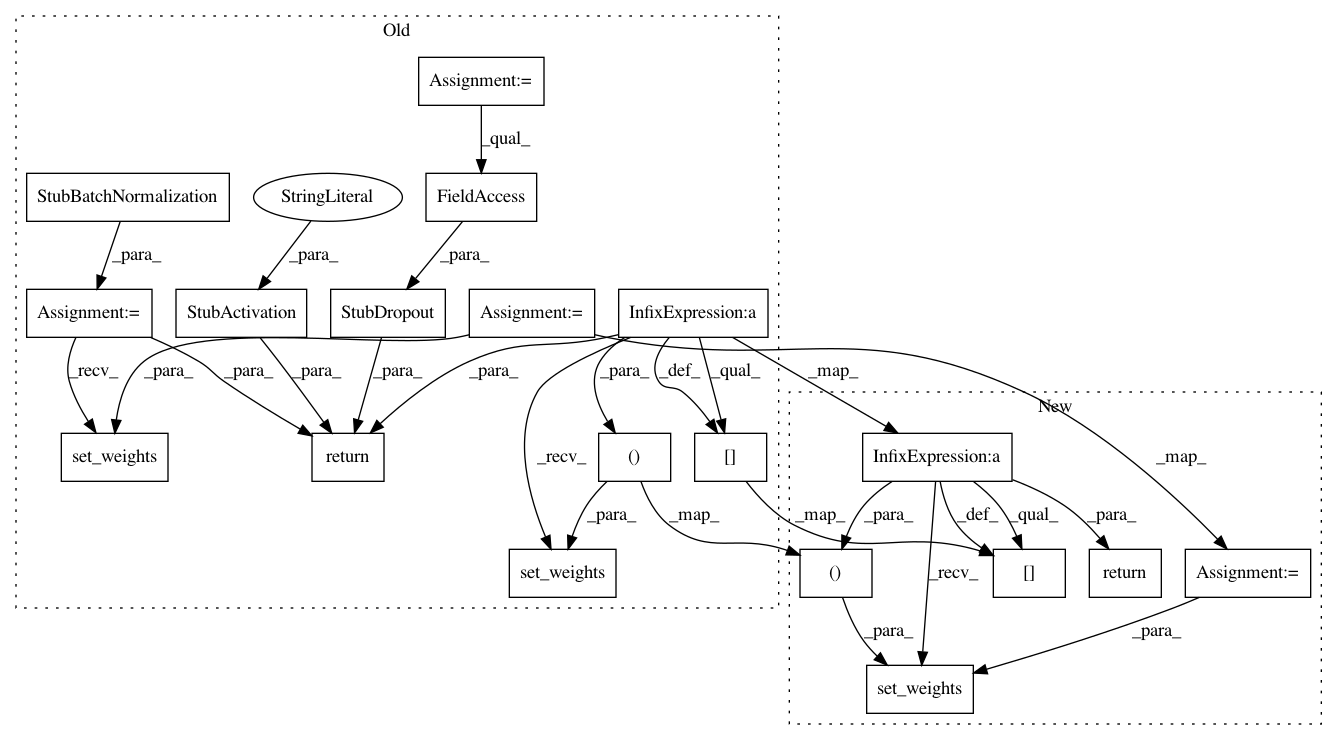 Old
Assignment:=
_qual_
StubBatchNormalization
StringLiteral
FieldAccess
_para_
_para_
_para_
Assignment:=
StubActivation
StubDropout
Assignment:=
InfixExpression:a
_recv_
_para_
_para_
_para_
_para_
_para_
_para_
_def_
_qual_
_map_
New
set_weights
return
_recv_
()
[]
InfixExpression:a
_map_
_para_
_map_
_map_
_para_
_def_
_qual_
_para_
set_weights
()
_recv_
[]
return
Assignment:=
_para_
_para_
set_weights